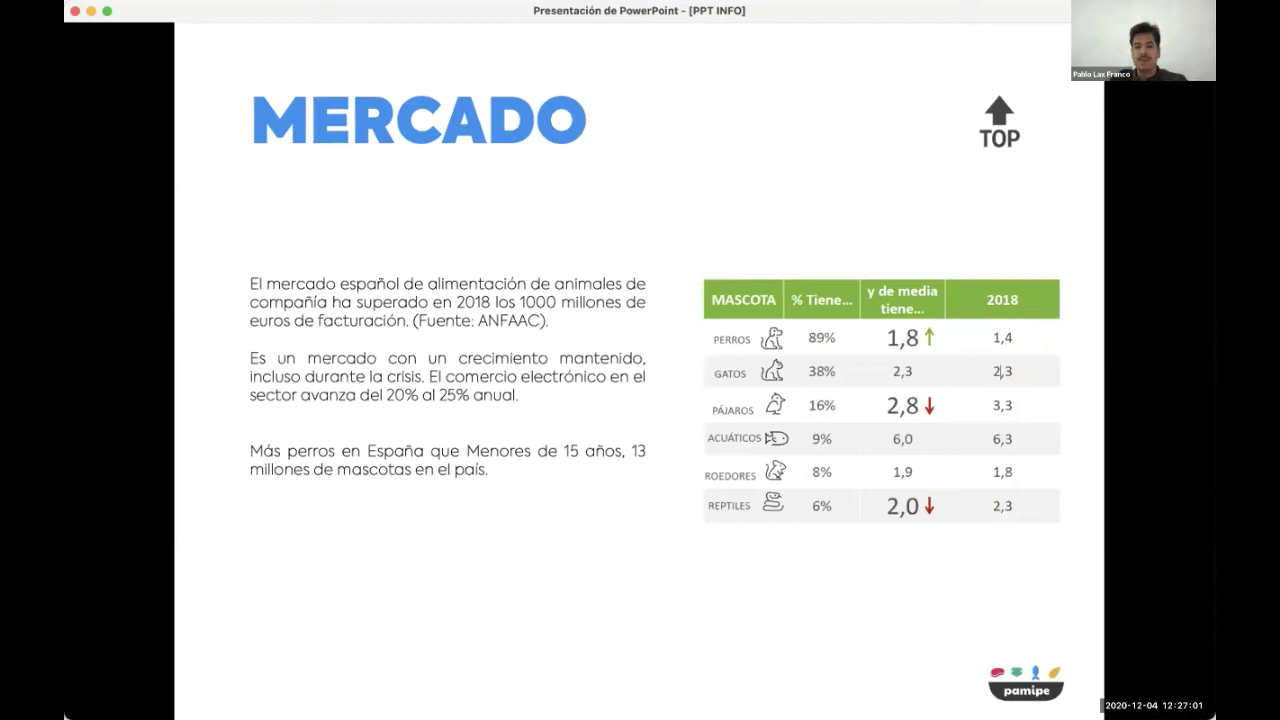 Presentación de PowerPoint - [PPT INFO]
Pablo Lax Franco
MERCADO
TOP
El mercado español de alimentación de animales de
compañía ha superado en 2018 los 1000 millones de
euros de facturación. (Fuente: ANFAAC).
Es un mercado con un crecimiento mantenido,
incluso durante la crisis. El comercio electrónico en el
sector avanza del 20% al 25% anual.
Más perros en España que Menores de 15 años, 13
millones de mascotas en el país.
MASCOTA % Tiene... y de media tiene... 2018
PERROS 89% 1,8 1,4
GATOS 38% 2,3 2,3
PÁJAROS 16% 2,8 3,3
ACUÁTICOS 9% 6,0 6,3
ROEDORES 8% 1,9 1,8
REPTILES 6% 2,0 2,3
pamipe
2020-12-04 12:27:01